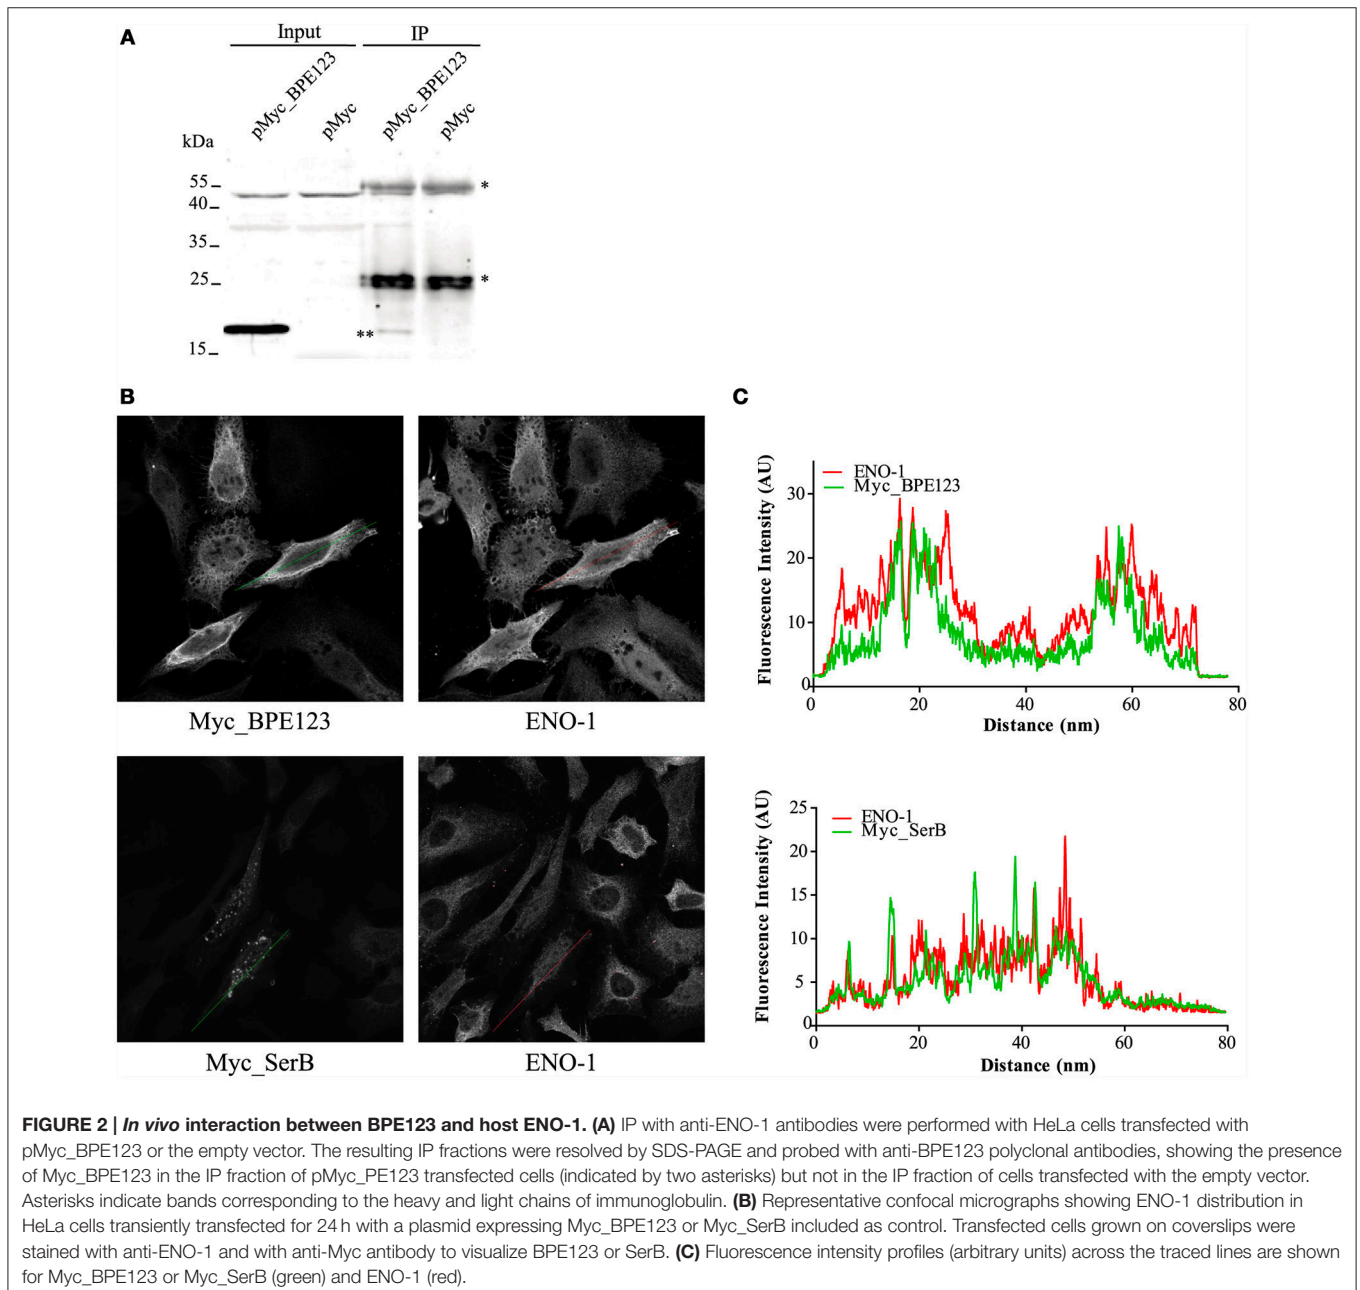 A
Input
IP
pMyc_BPE123
pMyc
pMyc_BPE123
pMyc
kDa
55
40
35
25
15
*
*
**
B
Myc_BPE123
ENO-1
Myc_SerB
ENO-1
C
ENO-1
Myc_BPE123
Fluorescence Intensity (AU)
30
20
10
0
0 20 40 60 80
Distance (nm)
ENO-1
Myc_SerB
Fluorescence Intensity (AU)
25
20
15
10
5
0
0 20 40 60 80
Distance (nm)
FIGURE 2 | In vivo interaction between BPE123 and host ENO-1. (A) IP with anti-ENO-1 antibodies were performed with HeLa cells transfected with
pMyc_BPE123 or the empty vector. The resulting IP fractions were resolved by SDS-PAGE and probed with anti-BPE123 polyclonal antibodies, showing the presence
of Myc_BPE123 in the IP fraction of pMyc_PE123 transfected cells (indicated by two asterisks) but not in the IP fraction of cells transfected with the empty vector.
Asterisks indicate bands corresponding to the heavy and light chains of immunoglobulin. (B) Representative confocal micrographs showing ENO-1 distribution in
HeLa cells transiently transfected for 24 h with a plasmid expressing Myc_BPE123 or Myc_SerB included as control. Transfected cells grown on coverslips were
stained with anti-ENO-1 and with anti-Myc antibody to visualize BPE123 or SerB. (C) Fluorescence intensity profiles (arbitrary units) across the traced lines are shown
for Myc_BPE123 or Myc_SerB (green) and ENO-1 (red).